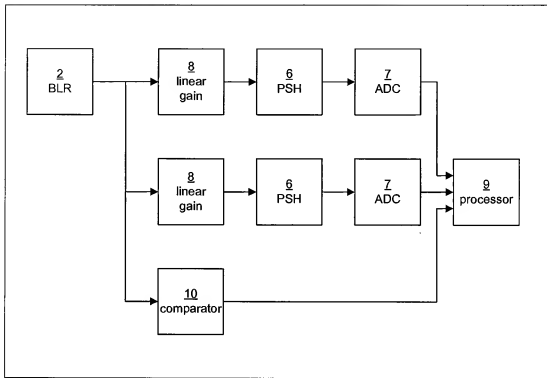 2
BLR
8
linear
gain
6
PSH
7
ADC
8
linear
gain
6
PSH
7
ADC
9
processor
10
comparator